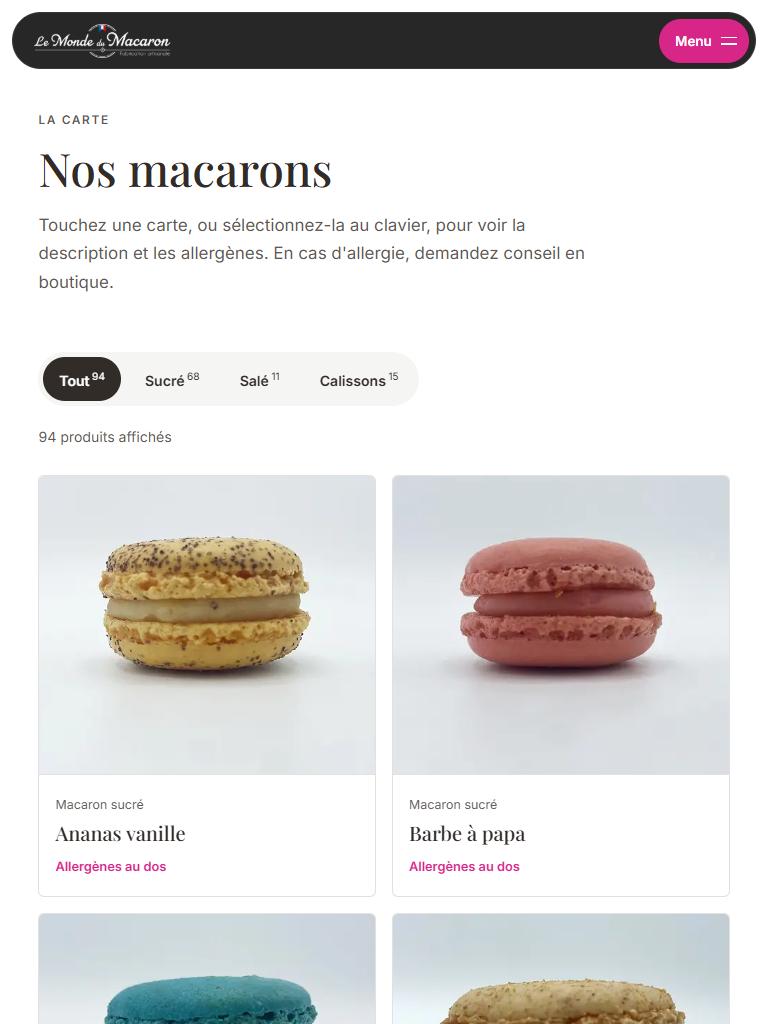 Le Monde du Macaron
Fabrication artisanale
Menu
LA CARTE
Nos macarons
Touchez une carte, ou sélectionnez-la au clavier, pour voir la
description et les allergènes. En cas d'allergie, demandez conseil en
boutique.
Tout 94
Sucré 68
Salé 11
Calissons 15
94 produits affichés
Macaron sucré
Ananas vanille
Allergènes au dos
Macaron sucré
Barbe à papa
Allergènes au dos